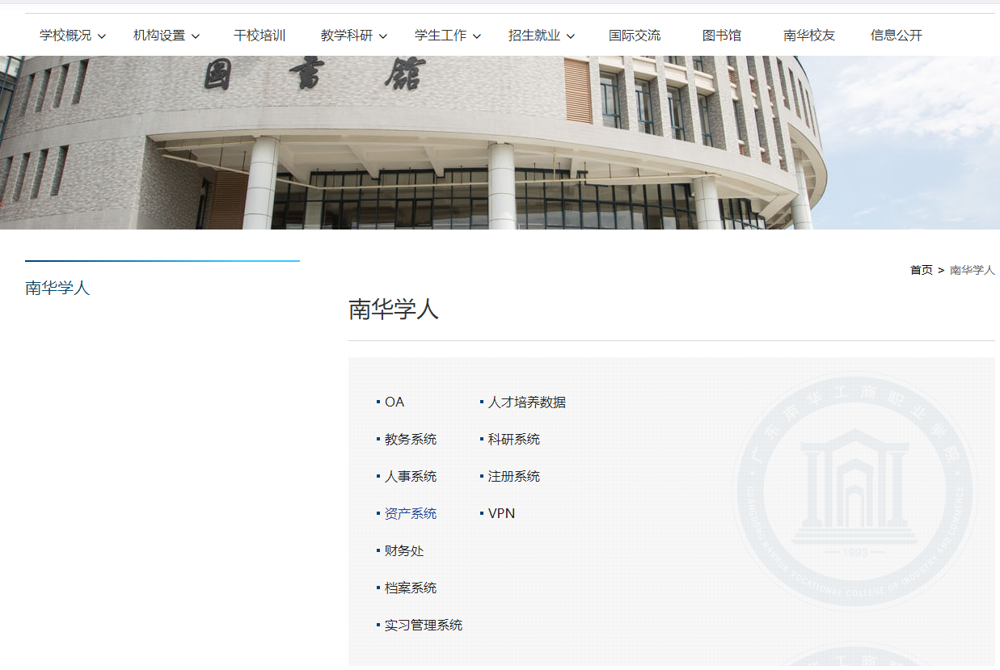 学校概况 机构设置 干校培训 教学科研 学生工作 招生就业 国际交流 图书馆 南华校友 信息公开
图書館
南华学人
首页 > 南华学人
南华学人
OA 人才培养数据
教务系统 科研系统
人事系统 注册系统
资产系统 VPN
财务处
档案系统
实习管理系统
广东南华工商职业学院
GUANGDONG NANHUA VOCATIONAL COLLEGE OF INDUSTRY AND COMMERCE
1993
华工商职